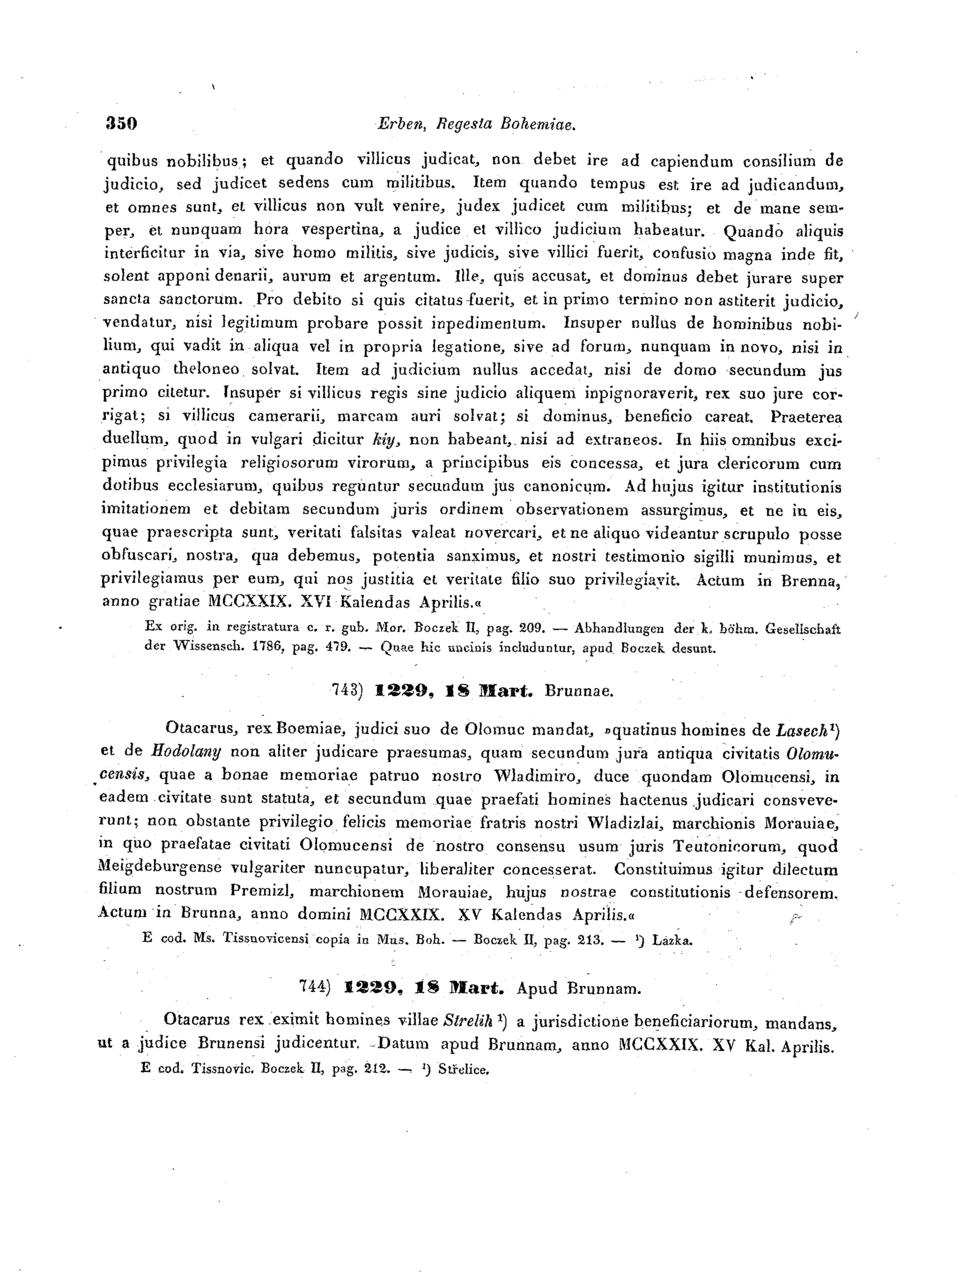 350 Erben, Regesta Bohemiae.
quibus nobilibus; et quando villicus judicat, non debet ire ad capiendum consilium de
judicio, sed judicet sedens cum militibus. Item quando tempus est ire ad judicandum,
et omnes sunt, et villicus non vult venire, judex judicet cum militibus; et de mane sem-
per, et nunquam hora vespertina, a judice et villico judicium habeatur. Quando aliquis
interficitur in via, sive homo militis, sive judicis, sive villici fuerit, confusio magna inde fit,
solent apponi denarii, aurum et argentum. Ille, quis accusat, et dominus debet jurare super
sancta sanctorum. Pro debito si quis citatus fuerit, et in primo termino non astiterit judicio,
vendatur, nisi legitimum probare possit inpedimentum. Insuper nullus de hominibus nobi-
lium, qui vadit in aliqua vel in propria legatione, sive ad forum, nunquam in novo, nisi in
antiquo theloneo solvat. Item ad judicium nullus accedat, nisi de domo secundum jus
primo citetur. Insuper si villicus regis sine judicio aliquem inpignoraverit, rex suo jure cor-
rigat; si villicus camerarii, marcam auri solvat; si dominus, beneficio careat. Praeterea
duellum, quod in vulgari dicitur kiy, non habeant, nisi ad extraneos. In hiis omnibus exci-
pimus privilegia religiosorum virorum, a principibus eis concessa, et jura clericorum cum
dotibus ecclesiarum, quibus reguntur secundum jus canonicum. Ad hujus igitur institutionis
imitationem et debitam secundum juris ordinem observationem assurgimus, et ne in eis,
quae praescripta sunt, veritati falsitas valeat novercari, et ne aliquo videantur scrupulo posse
obfuscari, nostra, qua debemus, potentia sanximus, et nostri testimonio sigilli munimus, et
privilegiamus per eum, qui nos justitia et veritate filio suo privilegiavit. Actum in Brenna,
anno gratiae MCCXXIX. XVI Kalendas Aprilis.«
Ex orig. in registratura c. r. gub. Mor. Boczek II, pag. 209. — Abhandlungen der k. böhm. Gesellschaft
der Wissensch. 1786, pag. 479. — Quae hic uncinis includuntur, apud Boczek desunt.
743) 1229, 18 Mart. Brunnae.
Otacarus, rex Boemiae, judici suo de Olomuc mandat, »quatinus homines de Lasech¹)
et de Hodolany non aliter judicare praesumas, quam secundum jura antiqua civitatis Olomu-
censis, quae a bonae memoriae patruo nostro Wladimiro, duce quondam Olomucensi, in
eadem civitate sunt statuta, et secundum quae praefati homines hactenus judicari consveve-
runt; non obstante privilegio felicis memoriae fratris nostri Wladizlai, marchionis Morauiae,
in quo praefatae civitati Olomucensi de nostro consensu usum juris Teutonicorum, quod
Meigdeburgense vulgariter nuncupatur, liberaliter concesserat. Constituimus igitur dilectum
filium nostrum Premizl, marchionem Morauiae, hujus nostrae constitutionis defensorem.
Actum in Brunna, anno domini MCCXXIX. XV Kalendas Aprilis.«
E cod. Ms. Tissnovicensi copia in Mus. Boh. — Boczek II, pag. 213. — ¹) Lazka.
744) 1229, 18 Mart. Apud Brunnam.
Otacarus rex eximit homines villae Strelih ¹) a jurisdictione beneficiariorum, mandans,
ut a judice Brunensi judicentur. Datum apud Brunnam, anno MCCXXIX. XV Kal. Aprilis.
E cod. Tissnovic. Boczek II, pag. 212. — ¹) Střelice.